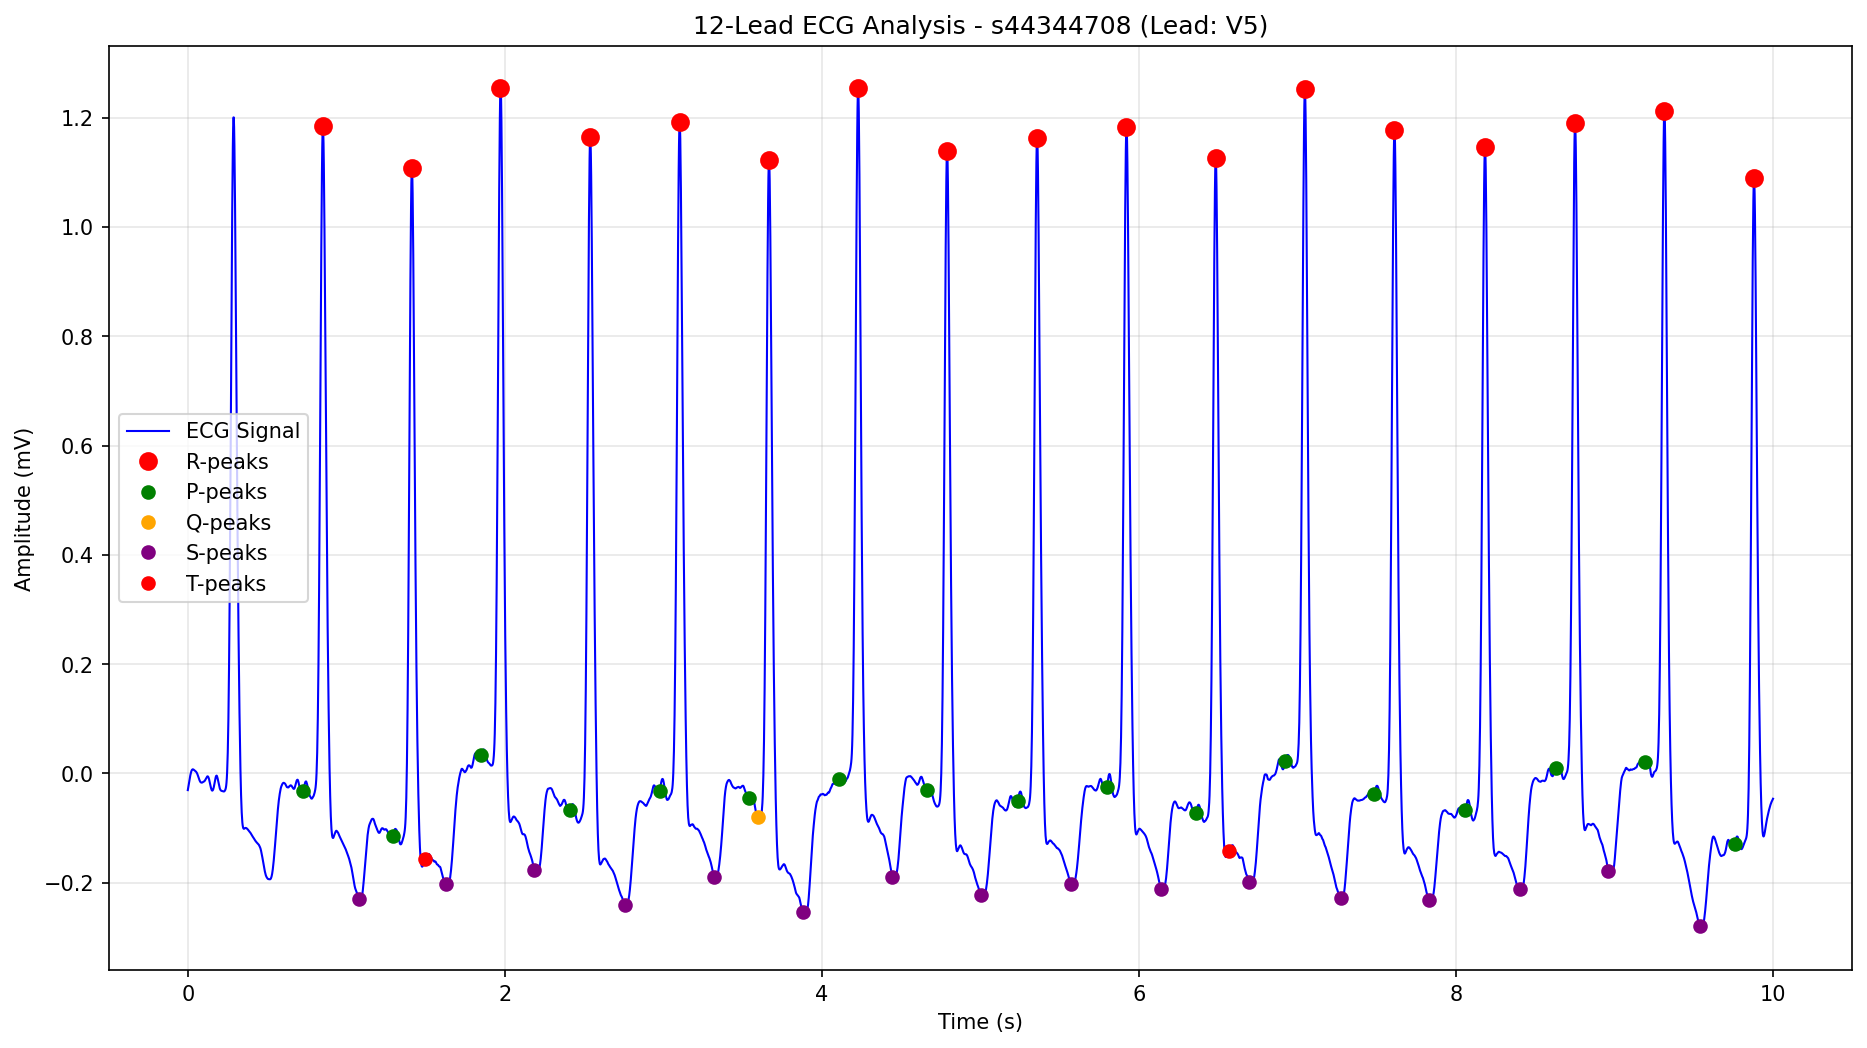 12-Lead ECG Analysis - s44344708 (Lead: V5)
Amplitude (mV)
1.2
1.0
0.8
0.6
0.4
0.2
0.0
−0.2
ECG Signal
R-peaks
P-peaks
Q-peaks
S-peaks
T-peaks
0 2 4 6 8 10
Time (s)